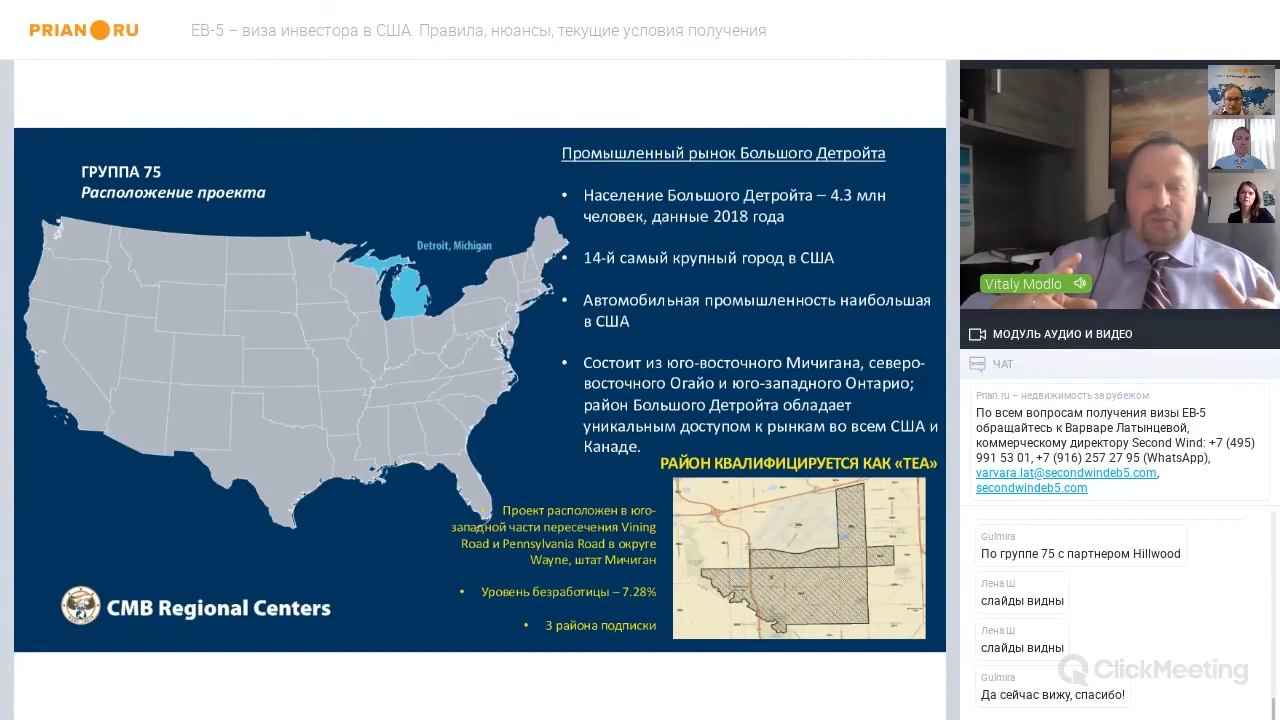 PRIAN RU
EB-5 – виза инвестора в США. Правила, нюансы, текущие условия получения
ГРУППА 75
Расположение проекта
Detroit, Michigan
Промышленный рынок Большого Детройта
• Население Большого Детройта – 4.3 млн
человек, данные 2018 года
• 14-й самый крупный город в США
• Автомобильная промышленность наибольшая
в США
• Состоит из юго-восточного Мичигана, северо-
восточного Огайо и юго-западного Онтарио;
район Большого Детройта обладает
уникальным доступом к рынкам во всем США и
Канаде.
РАЙОН КВАЛИФИЦИРУЕТСЯ КАК «TEA»
• Проект расположен в юго-
западной части пересечения Vining
Road и Pennsylvania Road в округе
Wayne, штат Мичиган
• Уровень безработицы – 7.28%
• 3 района подписки
CMB Regional Centers
Vitaly Modlo
МОДУЛЬ АУДИО И ВИДЕО
ЧАТ
Prian.ru – недвижимость за рубежом
По всем вопросам получения визы ЕВ-5
обращайтесь к Варваре Латынцевой,
коммерческому директору Second Wind: +7 (495)
991 53 01, +7 (916) 257 27 95 (WhatsApp),
varvara.lat@secondwindeb5.com,
secondwindeb5.com
Gulmira
По группе 75 с партнером Hillwood
Лена Ш
слайды видны
Лена Ш
слайды видны
Gulmira
Да сейчас вижу, спасибо!
ClickMeeting